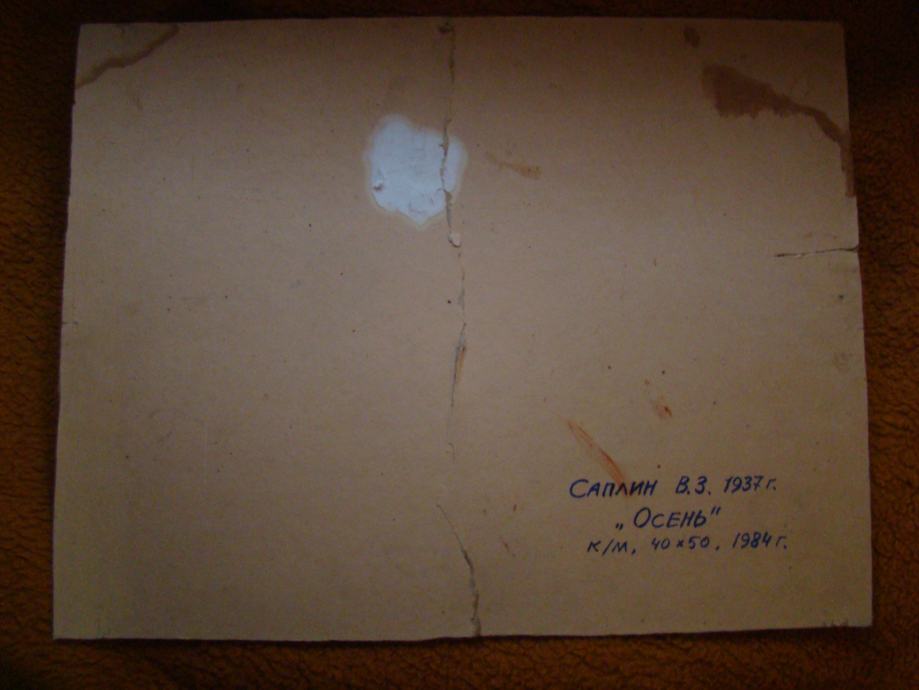 Саплин В.З. 1937г.
„Осень"
к/м, 40×50, 1984г.